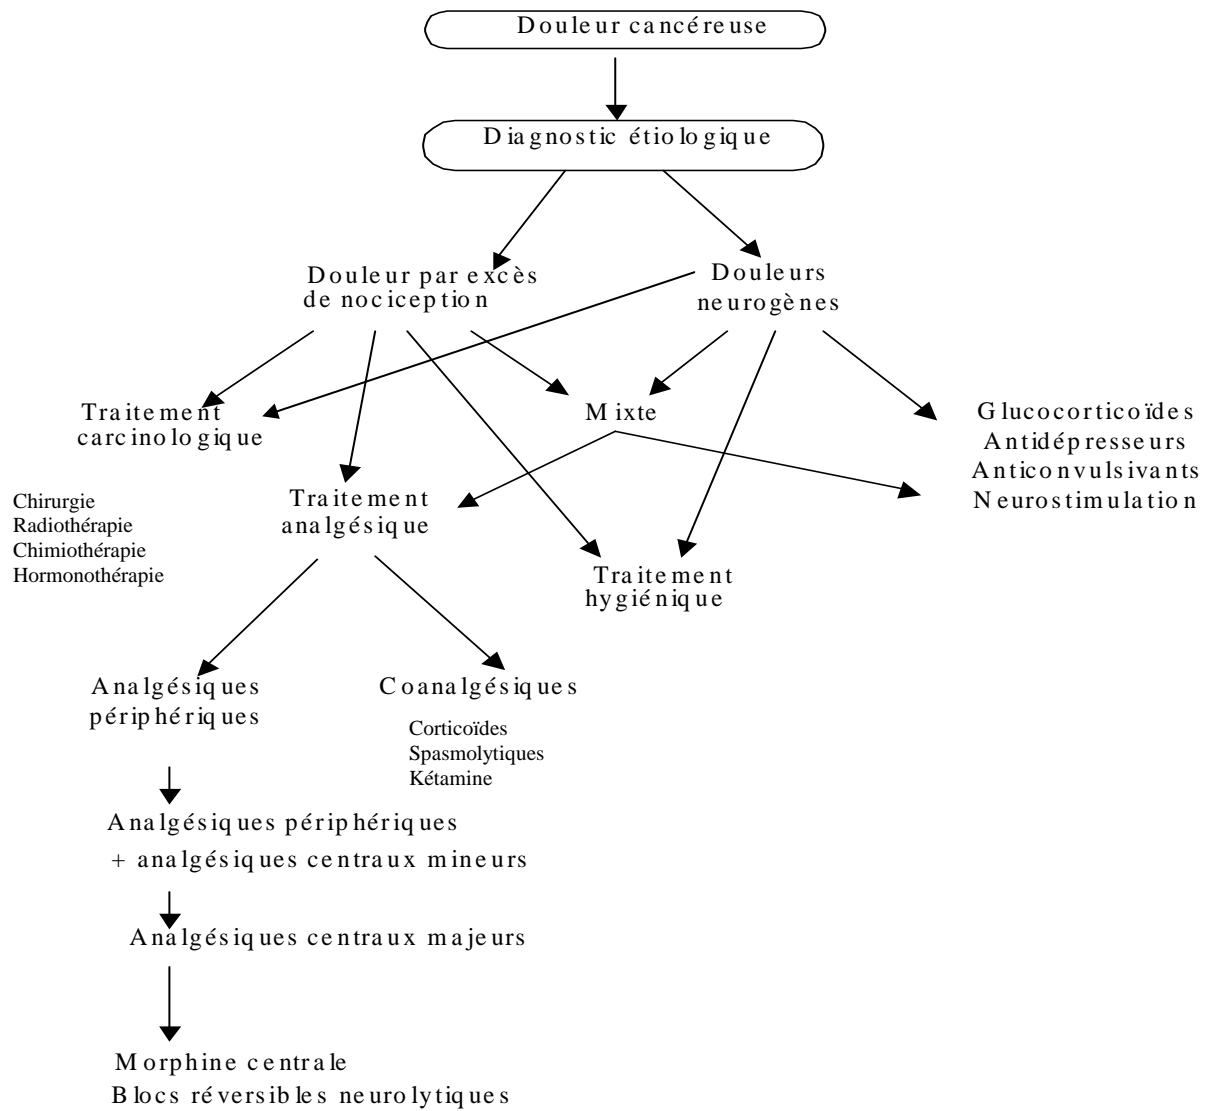 Douleur cancéreuse
Diagnostic étiologique
Douleur par excès
de nociception
Douleurs
neurogènes
Traitement
carcinologique
Mixte
Glucocorticoïdes
Antidépresseurs
Anticonvulsivants
Neurostimulation
Chirurgie
Radiothérapie
Chimiothérapie
Hormonothérapie
Traitement
analgésique
Traitement
hygiénique
Analgésiques
périphériques
Coanalgésiques
Corticoïdes
Spasmolytiques
Kétamine
Analgésiques périphériques
+ analgésiques centraux mineurs
Analgésiques centraux majeurs
Morphine centrale
Blocs réversibles neurolytiques